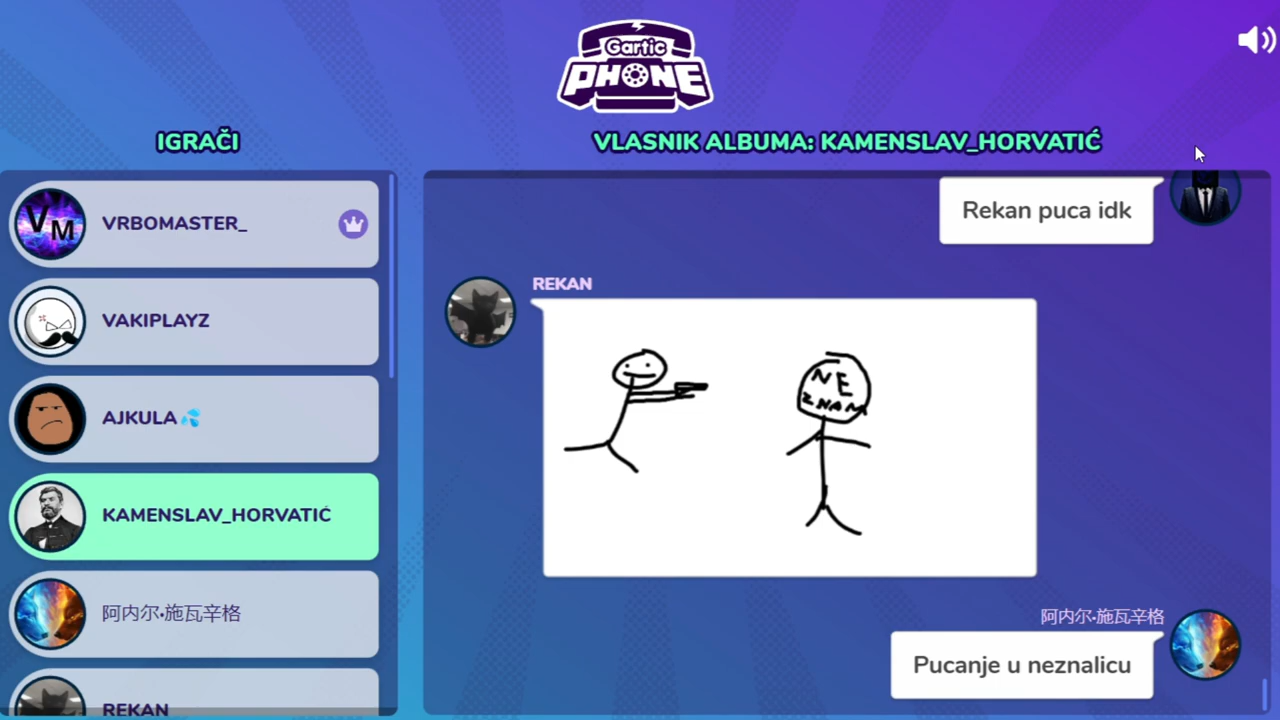 Gartic
PHONE
IGRAČI
VLASNIK ALBUMA: KAMENSLAV_HORVATIĆ
VRBOMASTER_
VM
VAKIPLAYZ
AJKULA💦
KAMENSLAV_HORVATIĆ
阿内尔·施瓦辛格
REKAN
Rekan puca idk
REKAN
NE
ZNAM
阿内尔·施瓦辛格
Pucanje u neznalicu